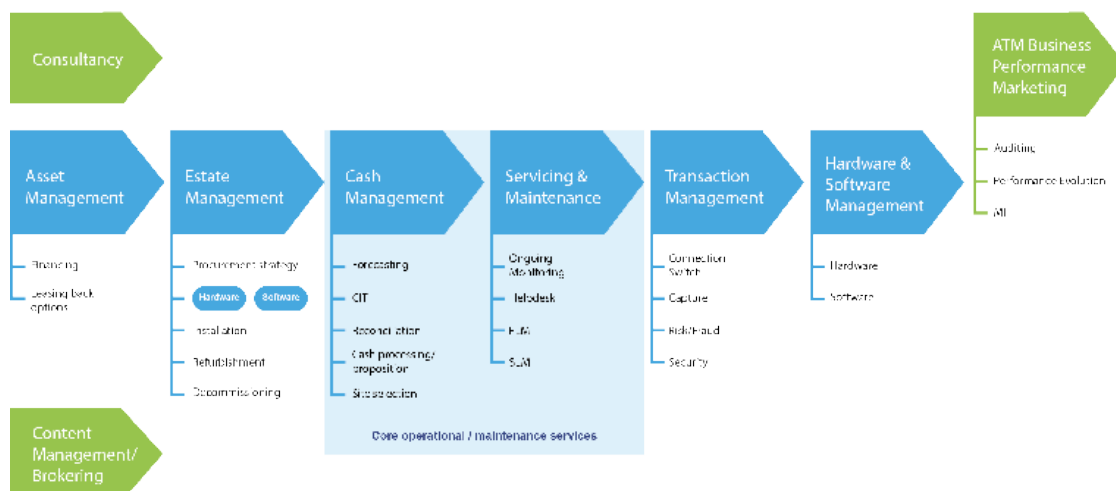 Consultancy
ATM Business
Performance
Marketing
Auditing
Performance Evolution
MI
Asset
Management
Financing
Leasing back
options
Estate
Management
Procurement strategy
Hardware
Software
Installation
Refurbishment
Decommissioning
Cash
Management
Forecasting
CIT
Reconciliation
Cash processing/
proposition
Site selection
Servicing &
Maintenance
Ongoing
Monitoring
Helpdesk
FLM
SLM
Core operational / maintenance services
Transaction
Management
Connection
Switch
Capture
Risk/Fraud
Security
Hardware &
Software
Management
Hardware
Software
Content
Management/
Brokering